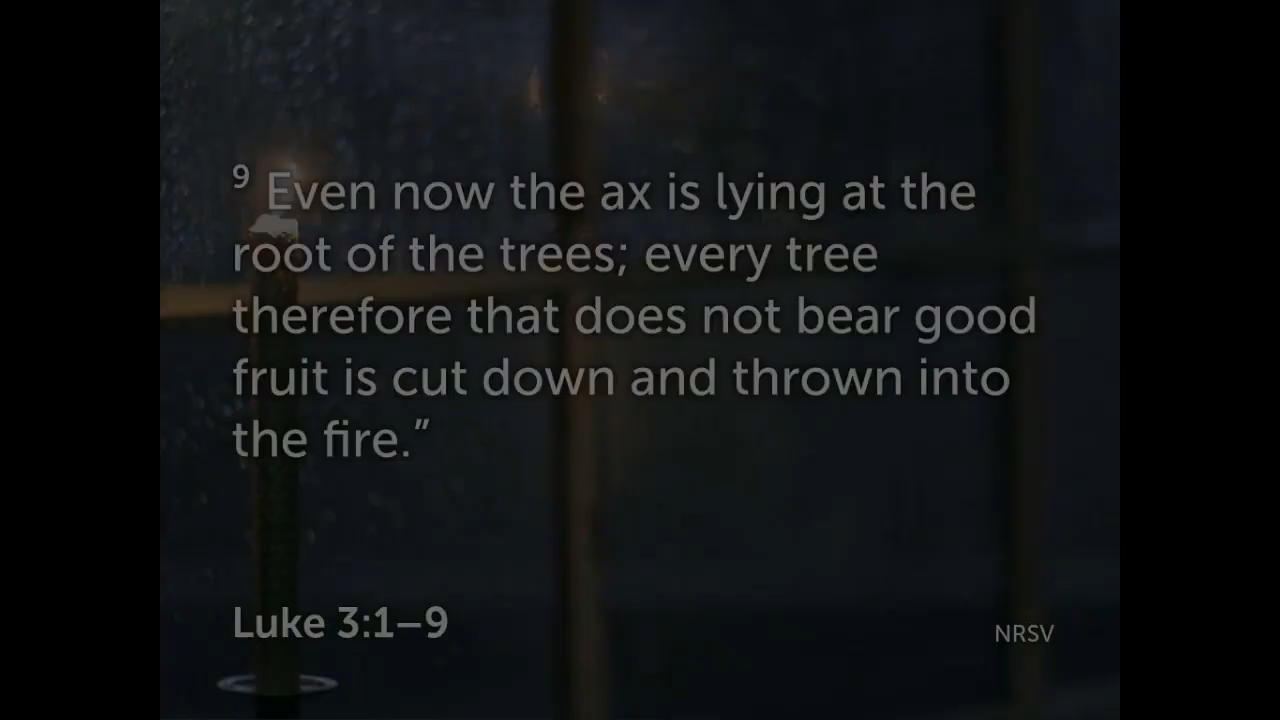 9 Even now the ax is lying at the
root of the trees; every tree
therefore that does not bear good
fruit is cut down and thrown into
the fire.”
Luke 3:1–9
NRSV